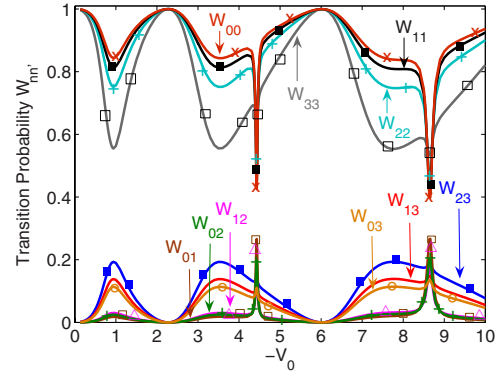 Transition Probability W_nn'
1
0.8
0.6
0.4
0.2
0
W_00
W_11
W_33
W_22
W_12
W_02
W_01
W_13
W_03
W_23
0 1 2 3 4 5 6 7 8 9 10
-V_0